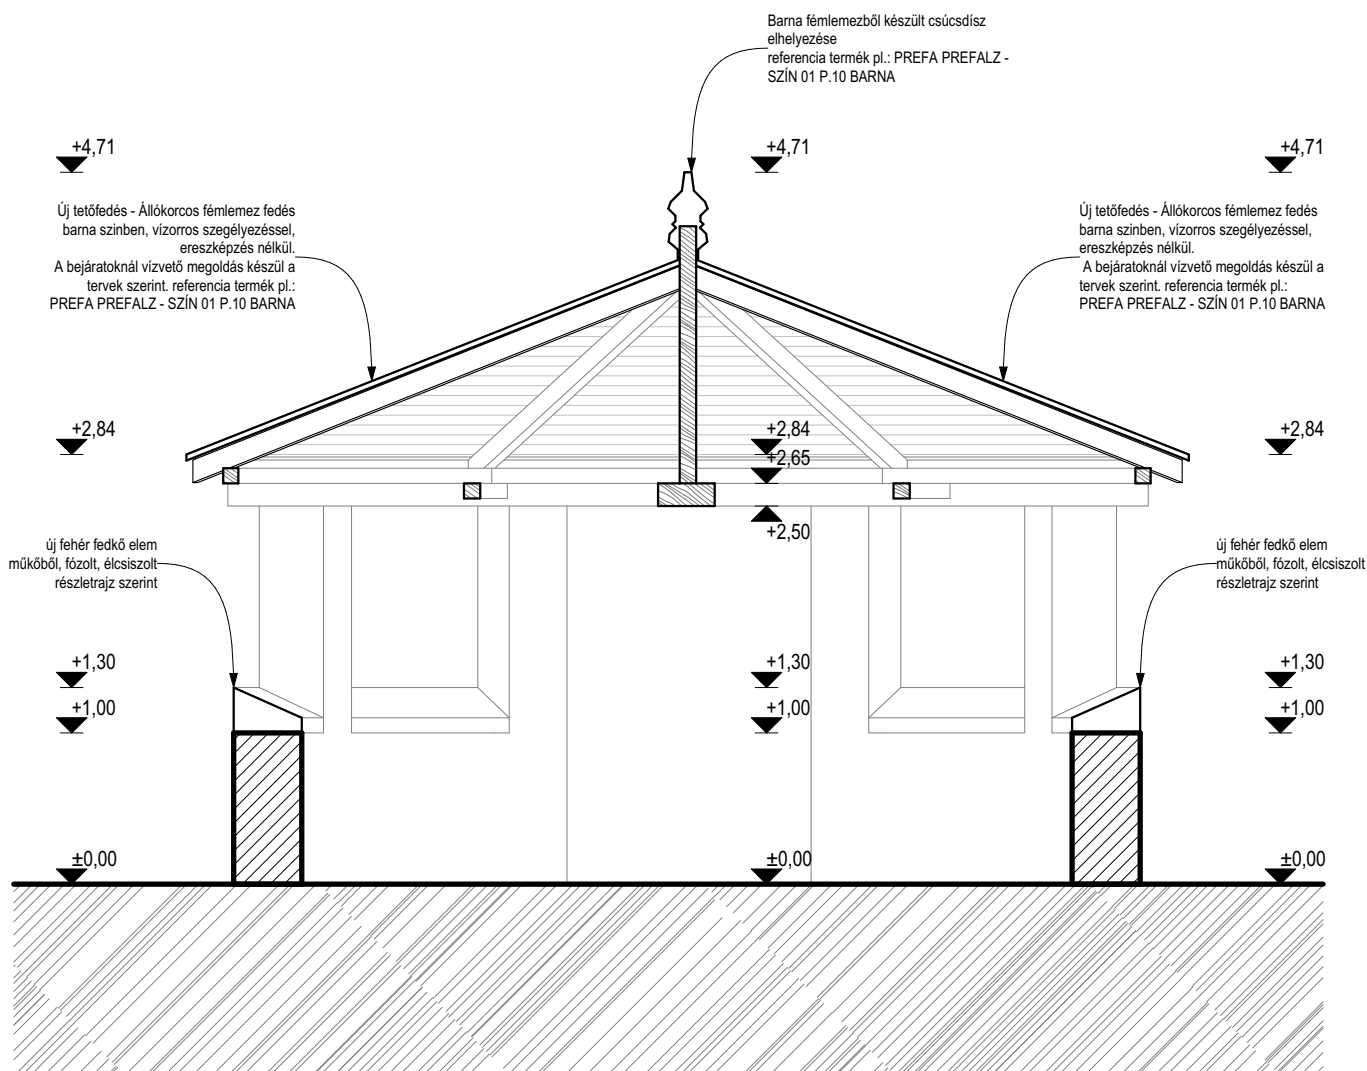 Barna fémlemezből készült csúcsdísz
elhelyezése
referencia termék pl.: PREFA PREFALZ -
SZÍN 01 P.10 BARNA
+4,71
+4,71
+4,71
Új tetőfedés - Állókorcos fémlemez fedés
barna szinben, vízorros szegélyezéssel,
ereszképzés nélkül.
A bejáratoknál vízvető megoldás készül a
tervek szerint. referencia termék pl.:
PREFA PREFALZ - SZÍN 01 P.10 BARNA
Új tetőfedés - Állókorcos fémlemez fedés
barna szinben, vízorros szegélyezéssel,
ereszképzés nélkül.
A bejáratoknál vízvető megoldás készül a
tervek szerint. referencia termék pl.:
PREFA PREFALZ - SZÍN 01 P.10 BARNA
+2,84
+2,84
+2,84
+2,65
+2,50
új fehér fedkő elem
műkőből, fózolt, élcsiszolt
részletrajz szerint
új fehér fedkő elem
műkőből, fózolt, élcsiszolt
részletrajz szerint
+1,30
+1,30
+1,30
+1,00
+1,00
+1,00
±0,00
±0,00
±0,00